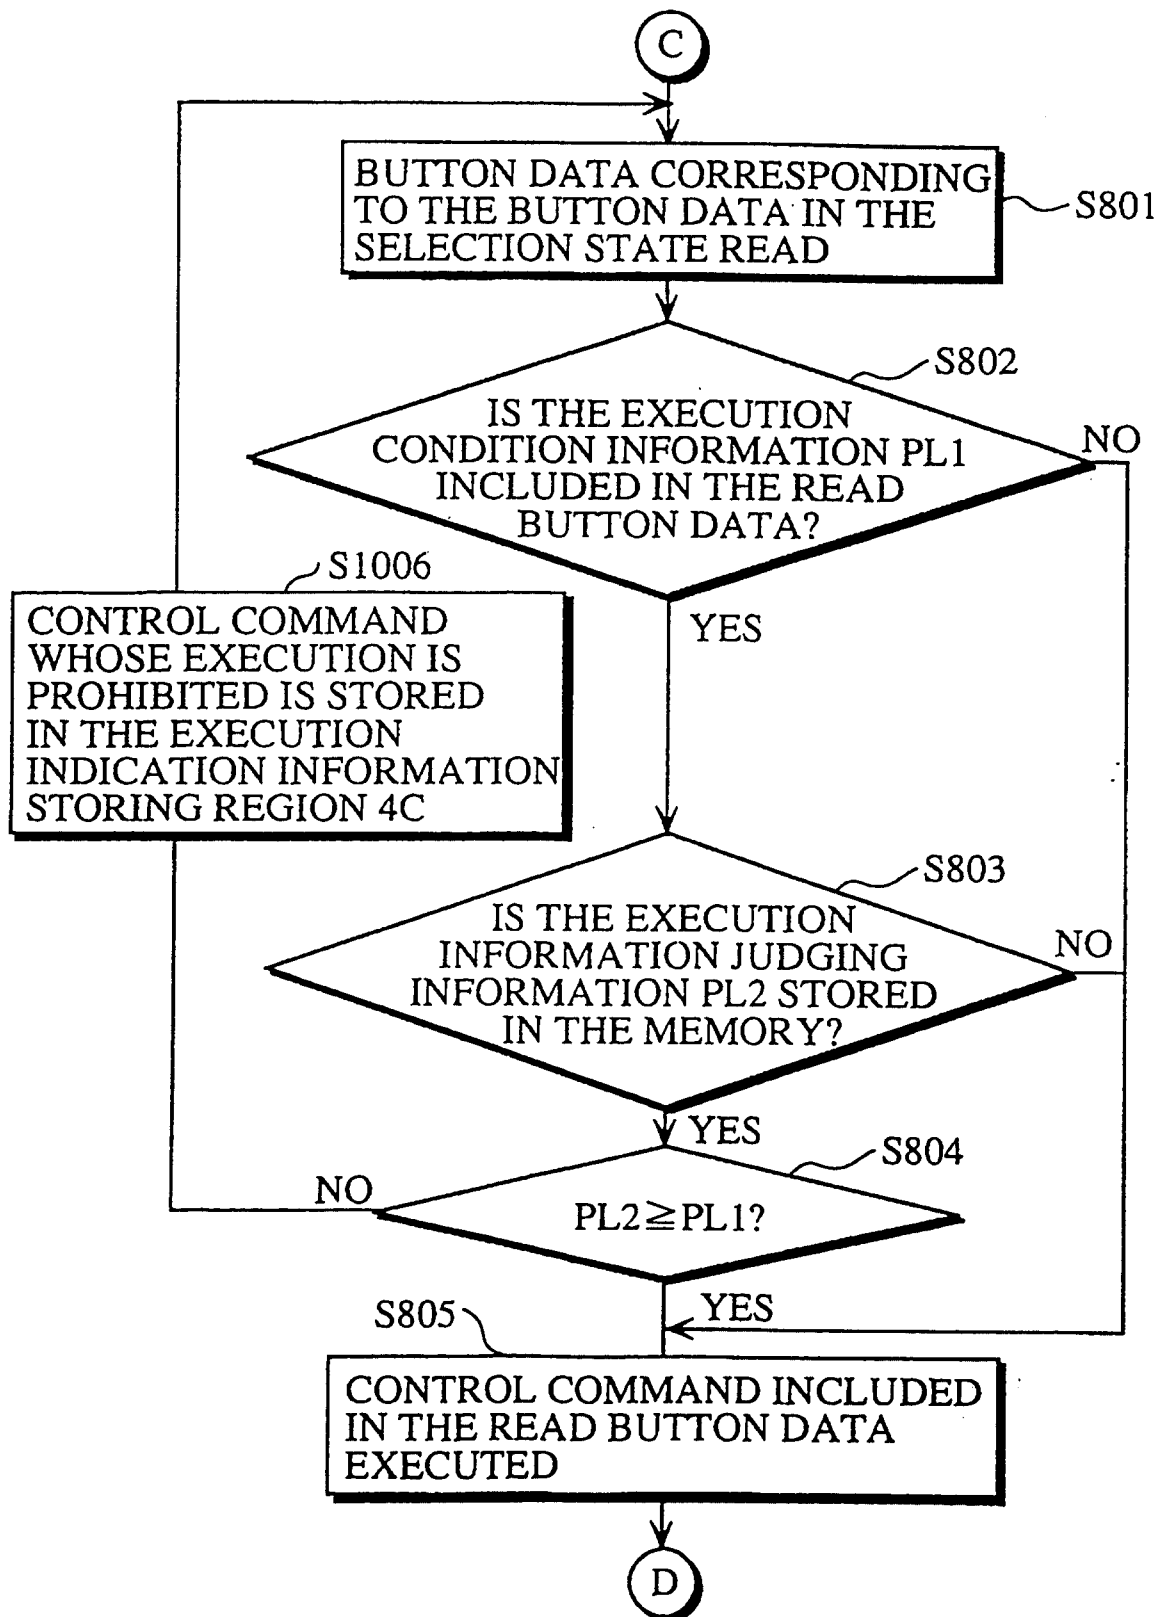 C
BUTTON DATA CORRESPONDING
TO THE BUTTON DATA IN THE
SELECTION STATE READ
S801
S802
IS THE EXECUTION
CONDITION INFORMATION PL1
INCLUDED IN THE READ
BUTTON DATA?
NO
YES
S1006
CONTROL COMMAND
WHOSE EXECUTION IS
PROHIBITED IS STORED
IN THE EXECUTION
INDICATION INFORMATION
STORING REGION 4C
S803
IS THE EXECUTION
INFORMATION JUDGING
INFORMATION PL2 STORED
IN THE MEMORY?
NO
YES
S804
NO
PL2≧PL1?
YES
S805
CONTROL COMMAND INCLUDED
IN THE READ BUTTON DATA
EXECUTED
D